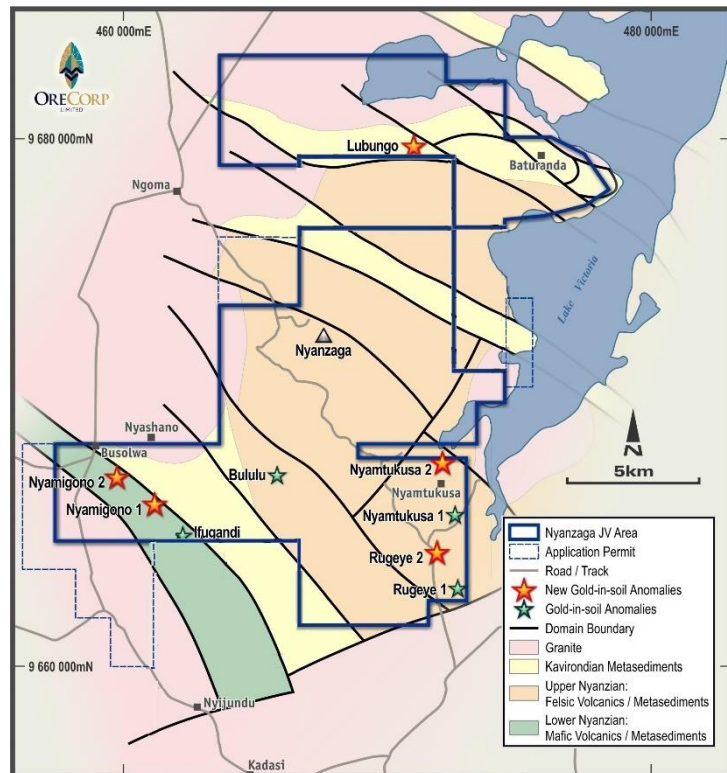 460 000mE
480 000mE
ORECORP
LIMITED
9 680 000mN
Lubungo
Baturanda
Ngoma
Lake Victoria
Nyanzaga
N
5km
Nyashano
Busolwa
Nyamigono 2
Nyamigono 1
Ifugandi
Bululu
Nyamtukusa 2
Nyamtukusa
Nyamtukusa 1
Rugeye 2
Rugeye 1
9 660 000mN
Nyijundu
Kadasi
Nyanzaga JV Area
Application Permit
Road / Track
New Gold-in-soil Anomalies
Gold-in-soil Anomalies
Domain Boundary
Granite
Kavirondian Metasediments
Upper Nyanzian:
Felsic Volcanics / Metasediments
Lower Nyanzian:
Mafic Volcanics / Metasediments